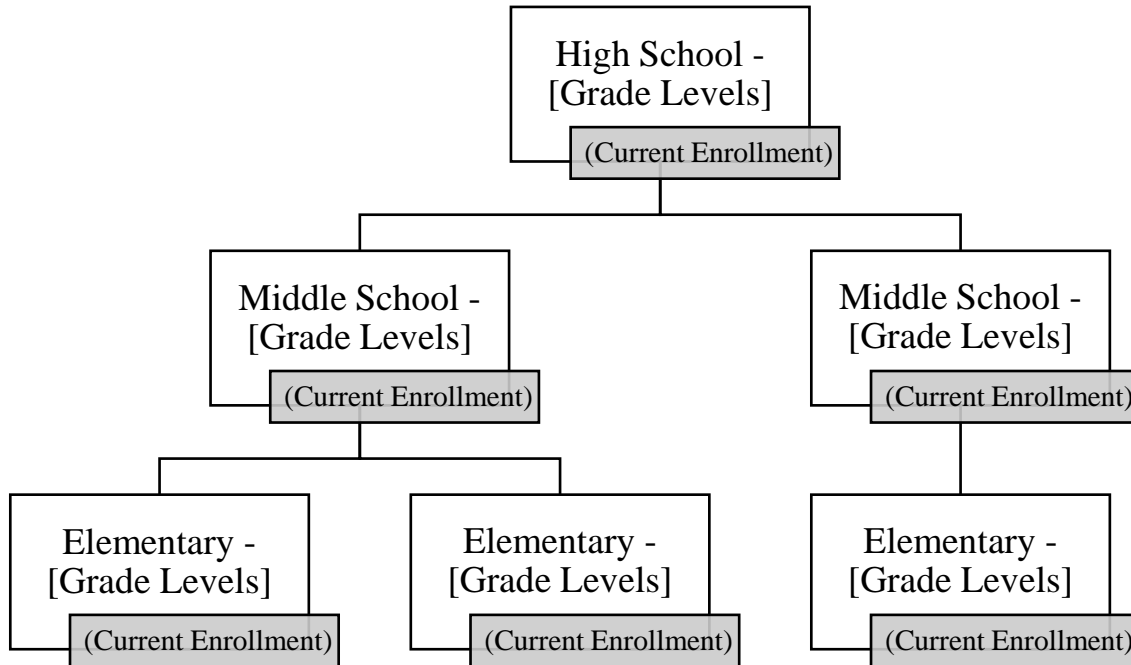 High School -
[Grade Levels]
(Current Enrollment)
Middle School -
[Grade Levels]
(Current Enrollment)
Middle School -
[Grade Levels]
(Current Enrollment)
Elementary -
[Grade Levels]
(Current Enrollment)
Elementary -
[Grade Levels]
(Current Enrollment)
Elementary -
[Grade Levels]
(Current Enrollment)